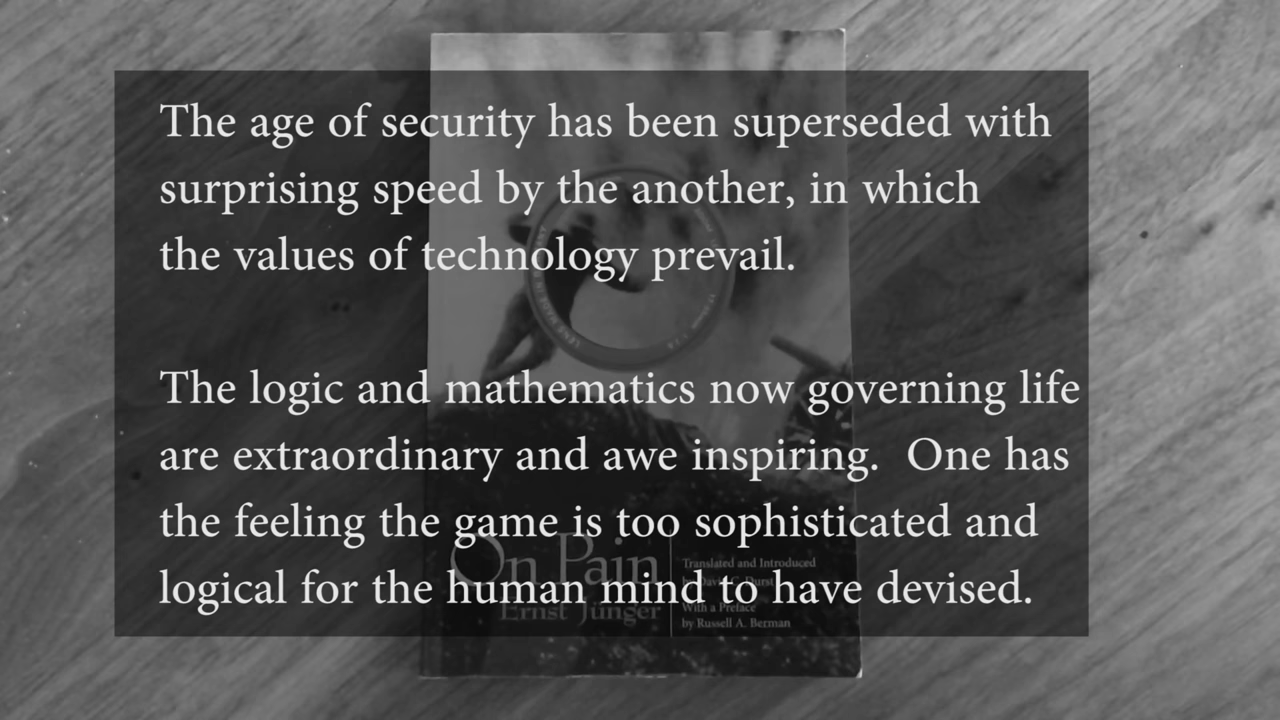 The age of security has been superseded with
surprising speed by the another, in which
the values of technology prevail.
The logic and mathematics now governing life
are extraordinary and awe inspiring.  One has
the feeling the game is too sophisticated and
logical for the human mind to have devised.
On Pain
Ernst Jünger
Translated and Introduced
by David C. Durst
With a Preface
by Russell A. Berman